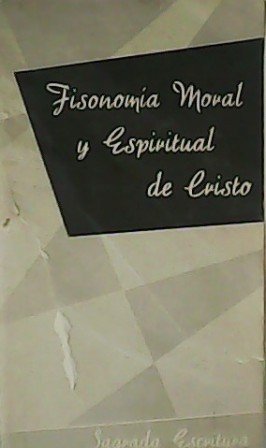 Fisonomía Moral
y Espiritual
de Cristo
Sagrada Escritura